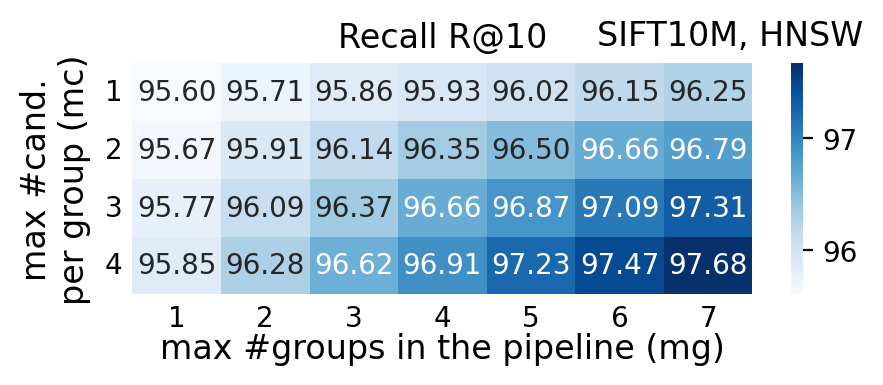 Recall R@10 SIFT10M, HNSW
max #cand.
per group (mc)
1 95.60 95.71 95.86 95.93 96.02 96.15 96.25
2 95.67 95.91 96.14 96.35 96.50 96.66 96.79
3 95.77 96.09 96.37 96.66 96.87 97.09 97.31
4 95.85 96.28 96.62 96.91 97.23 97.47 97.68
1 2 3 4 5 6 7
max #groups in the pipeline (mg)
97
96